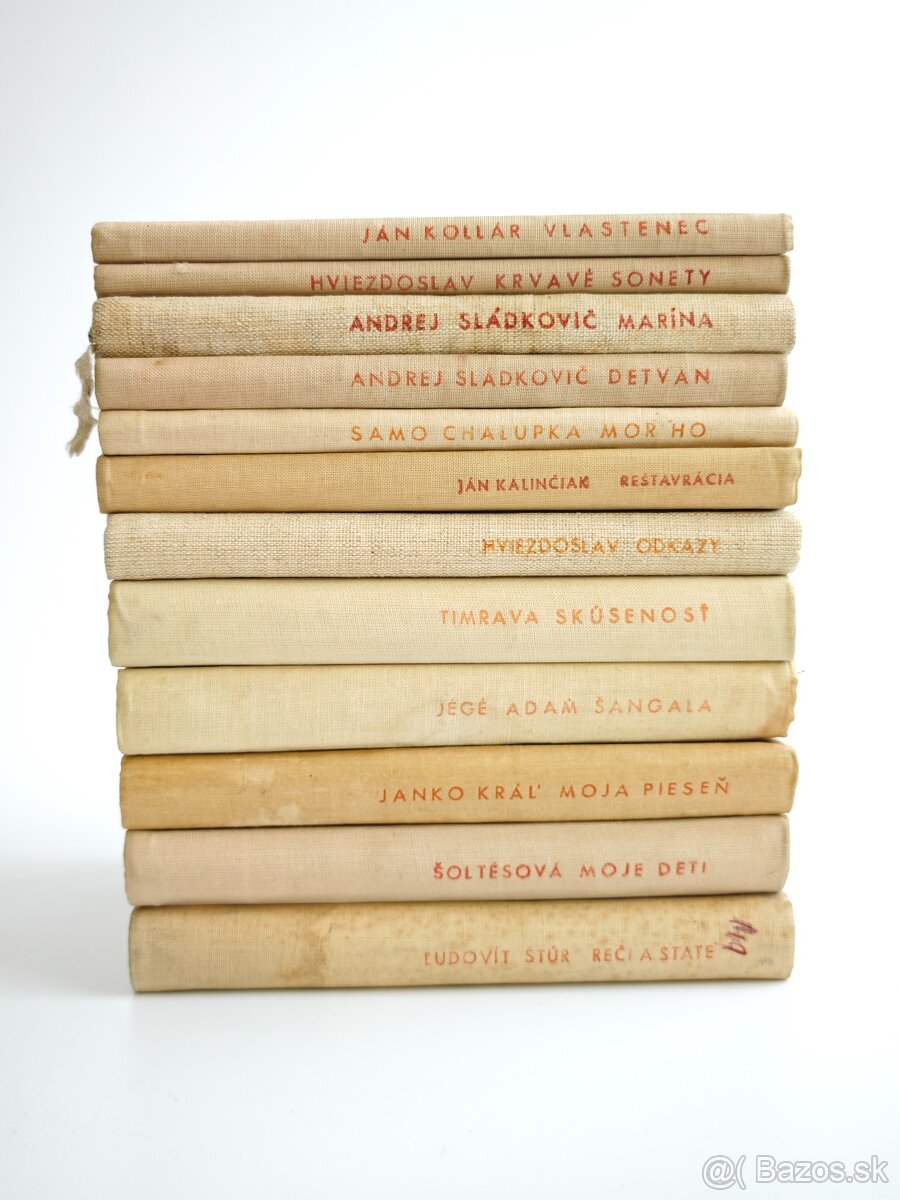 JÁN KOLLÁR VLASTENEC
HVIEZDOSLAV KRVAVÉ SONETY
ANDREJ SLÁDKOVIČ MARÍNA
ANDREJ SLÁDKOVIČ DETVAN
SAMO CHALUPKA MOR HO
JÁN KALINČIAK REŠTAVRÁCIA
HVIEZDOSLAV ODKAZY
TIMRAVA SKÚSENOSŤ
JÉGÉ ADAM ŠANGALA
JANKO KRÁĽ MOJA PIESEŇ
ŠOLTÉSOVÁ MOJE DETI
ĽUDOVÍT ŠTÚR REČI A STATE
@( Bazos.sk